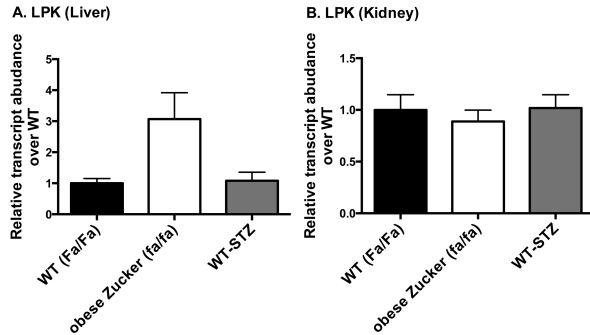 A. LPK (Liver)
Relative transcript abudance
over WT
5
4
3
2
1
0
WT (Fa/Fa)
obese Zucker (fa/fa)
WT-STZ
B. LPK (Kidney)
Relative transcript abudance
over WT
1.5
1.0
0.5
0.0
WT (Fa/Fa)
obese Zucker (fa/fa)
WT-STZ